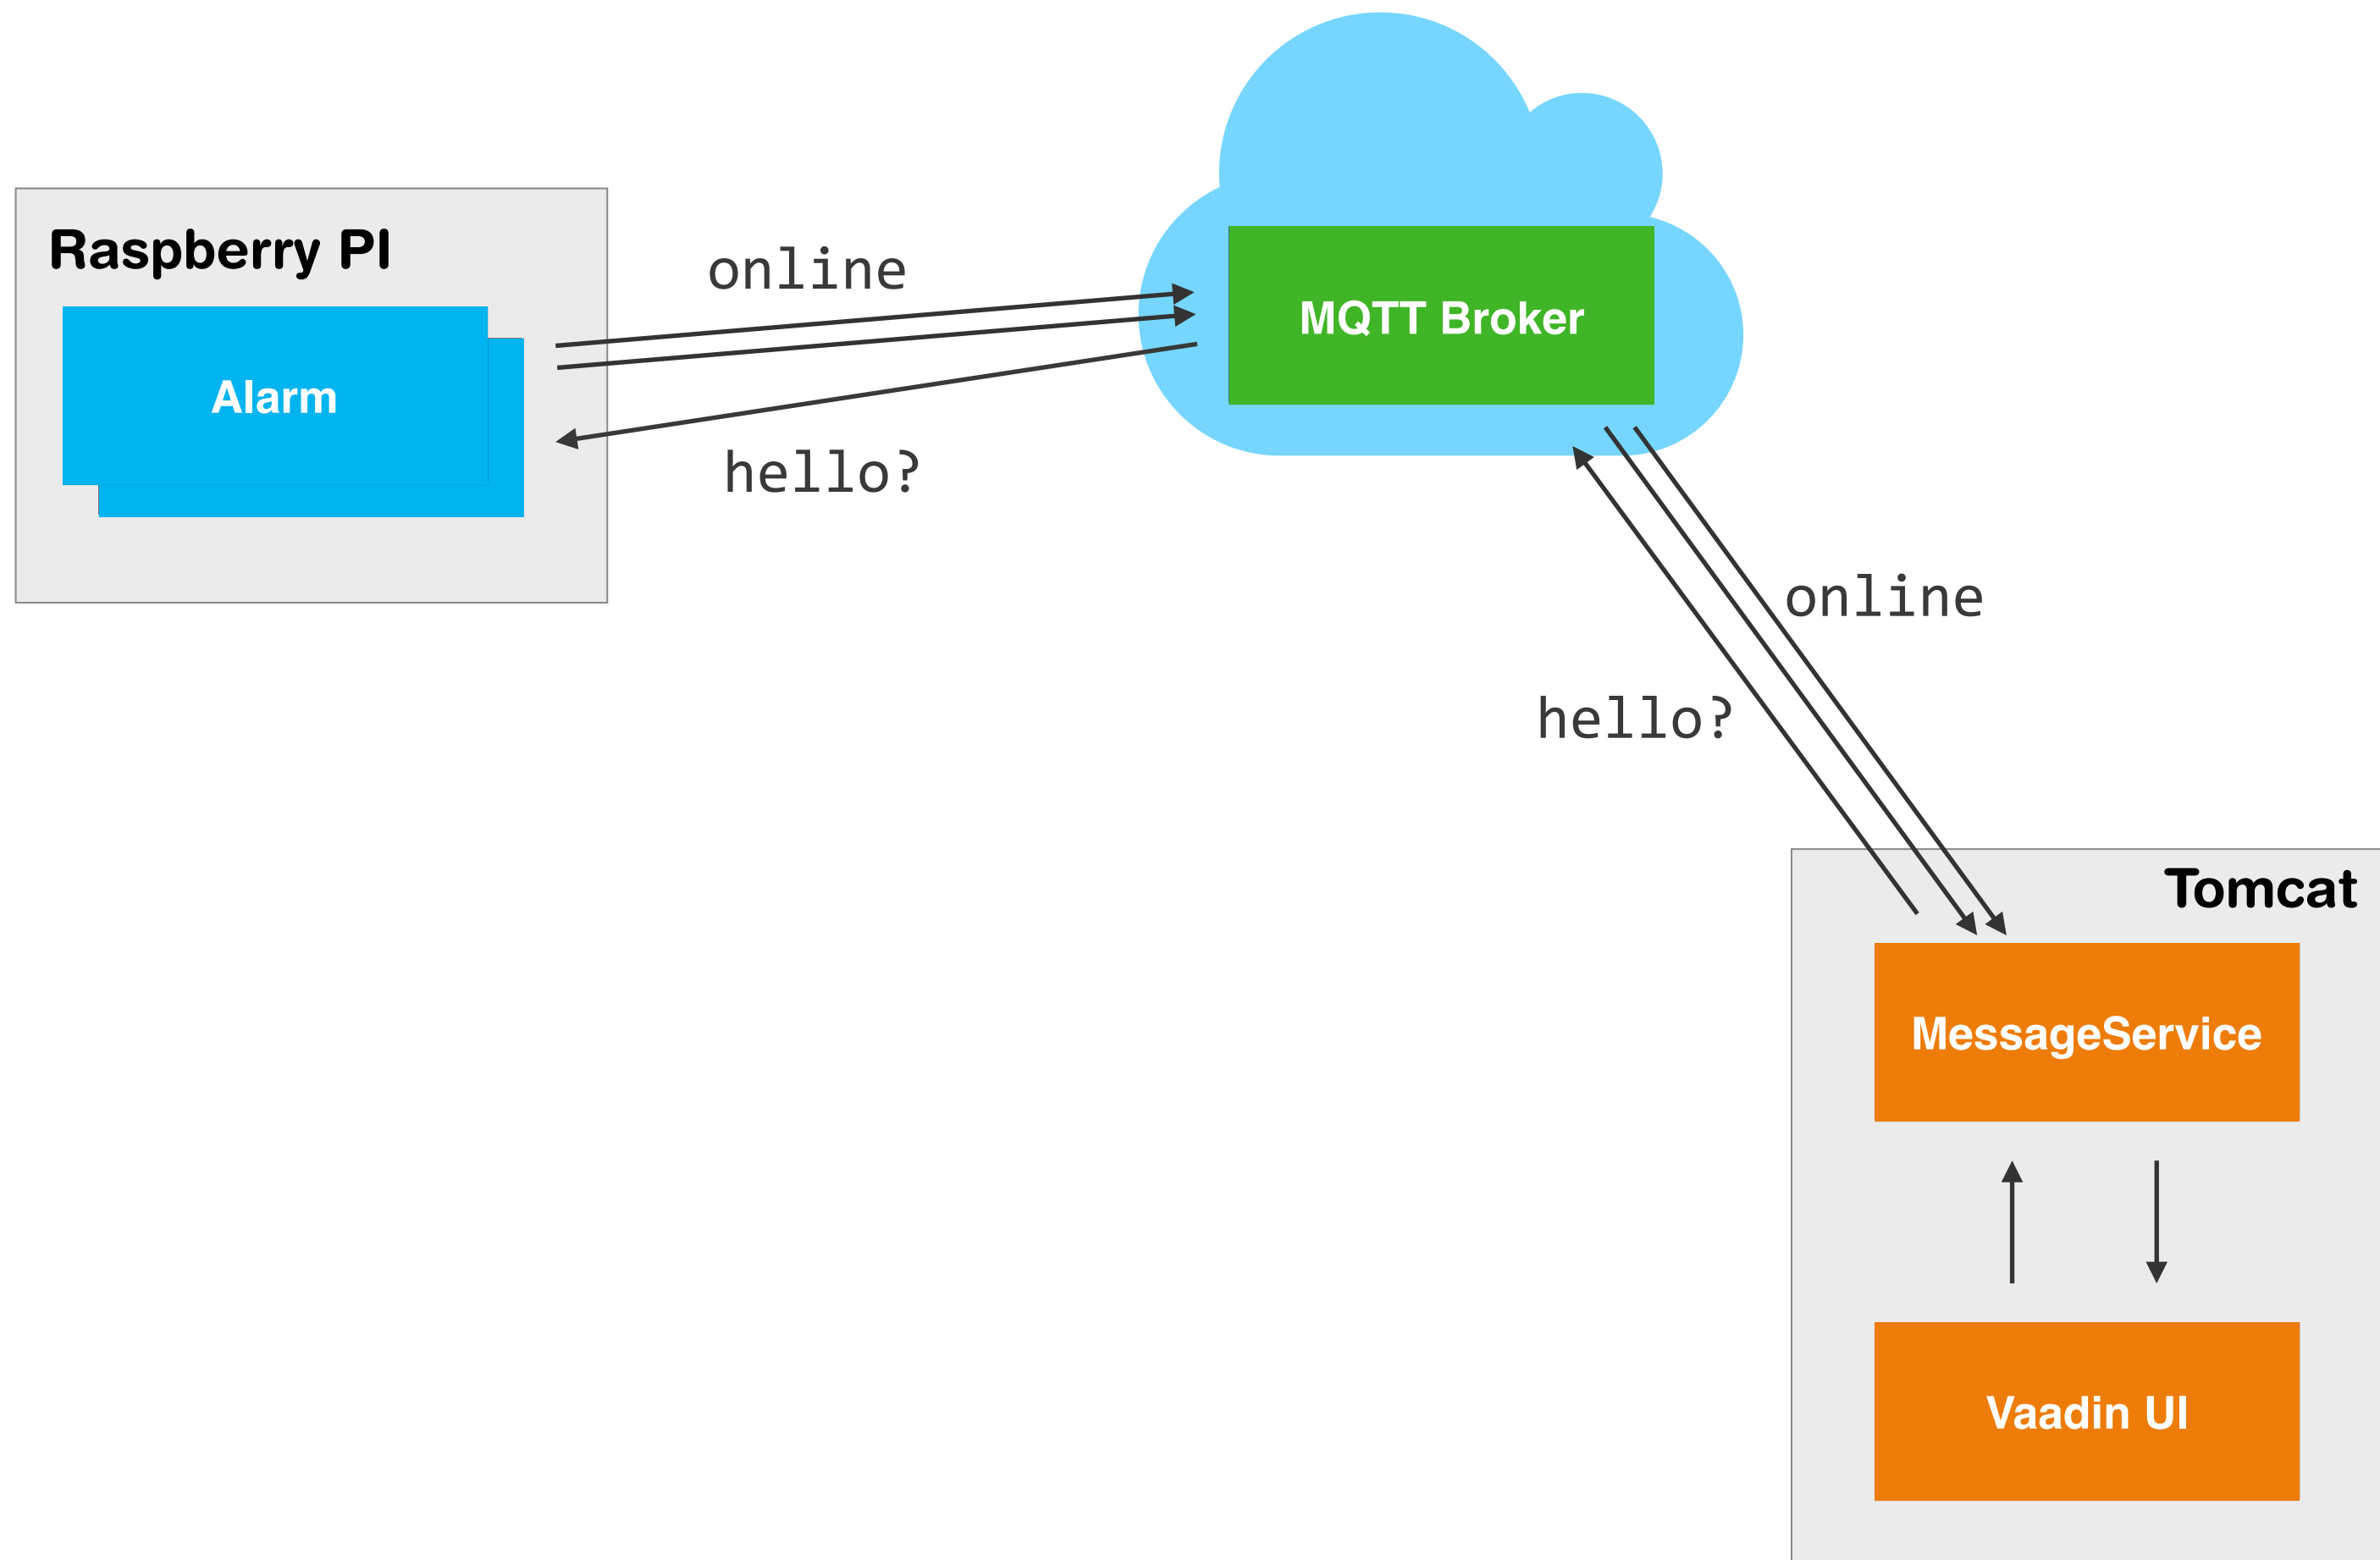 Raspberry PI
Alarm
online
hello?
MQTT Broker
online
hello?
Tomcat
MessageService
Vaadin UI